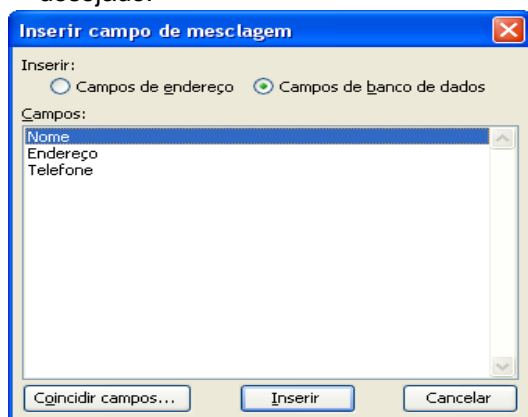 desejado.
Inserir campo de mesclagem
Inserir:
Campos de endereço Campos de banco de dados
Campos:
Nome
Endereço
Telefone
Coincidir campos... Inserir Cancelar